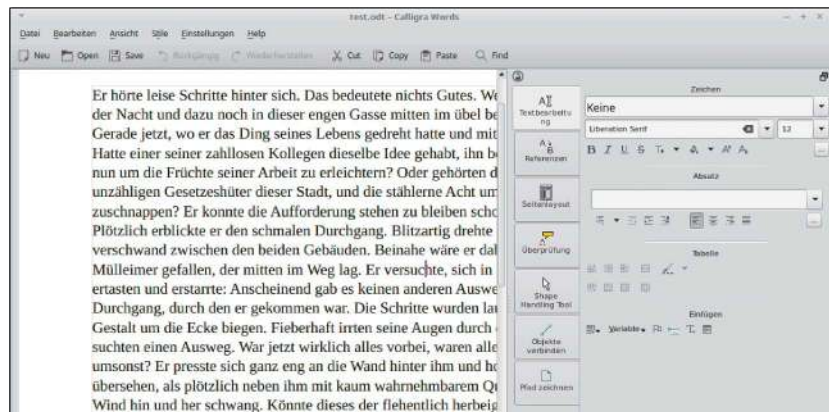 test.odt - Calligra Words
Datei Bearbeiten Ansicht Stile Einstellungen Help
Neu Open Save Rückgängig Wiederherstellen Cut Copy Paste Find
Er hörte leise Schritte hinter sich. Das bedeutete nichts Gutes. We
der Nacht und dazu noch in dieser engen Gasse mitten im übel be
Gerade jetzt, wo er das Ding seines Lebens gedreht hatte und mit
Hatte einer seiner zahllosen Kollegen dieselbe Idee gehabt, ihn b
nun um die Früchte seiner Arbeit zu erleichtern? Oder gehörten d
unzähligen Gesetzeshüter dieser Stadt, und die stählerne Acht um
zuschnappen? Er konnte die Aufforderung stehen zu bleiben scho
Plötzlich erblickte er den schmalen Durchgang. Blitzartig drehte
verschwand zwischen den beiden Gebäuden. Beinahe wäre er dab
Mülleimer gefallen, der mitten im Weg lag. Er versuchte, sich in
ertasten und erstarrte: Anscheinend gab es keinen anderen Auswe
Durchgang, durch den er gekommen war. Die Schritte wurden lau
Gestalt um die Ecke biegen. Fieberhaft irrten seine Augen durch
suchten einen Ausweg. War jetzt wirklich alles vorbei, waren alle
umsonst? Er presste sich ganz eng an die Wand hinter ihm und ho
übersehen, als plötzlich neben ihm mit kaum wahrnehmbarem Qu
Wind hin und her schwang. Könnte dieses der flehentlich herbeig
Textbearbeitu
ng
Referenzen
Seitenlayout
Überprüfung
Shape
Handling Tool
Objekte
verbinden
Pfad zeichnen
Zeichen
Keine
Liberation Serif 12
B I U S
Absatz
Tabelle
Einfügen
Variable